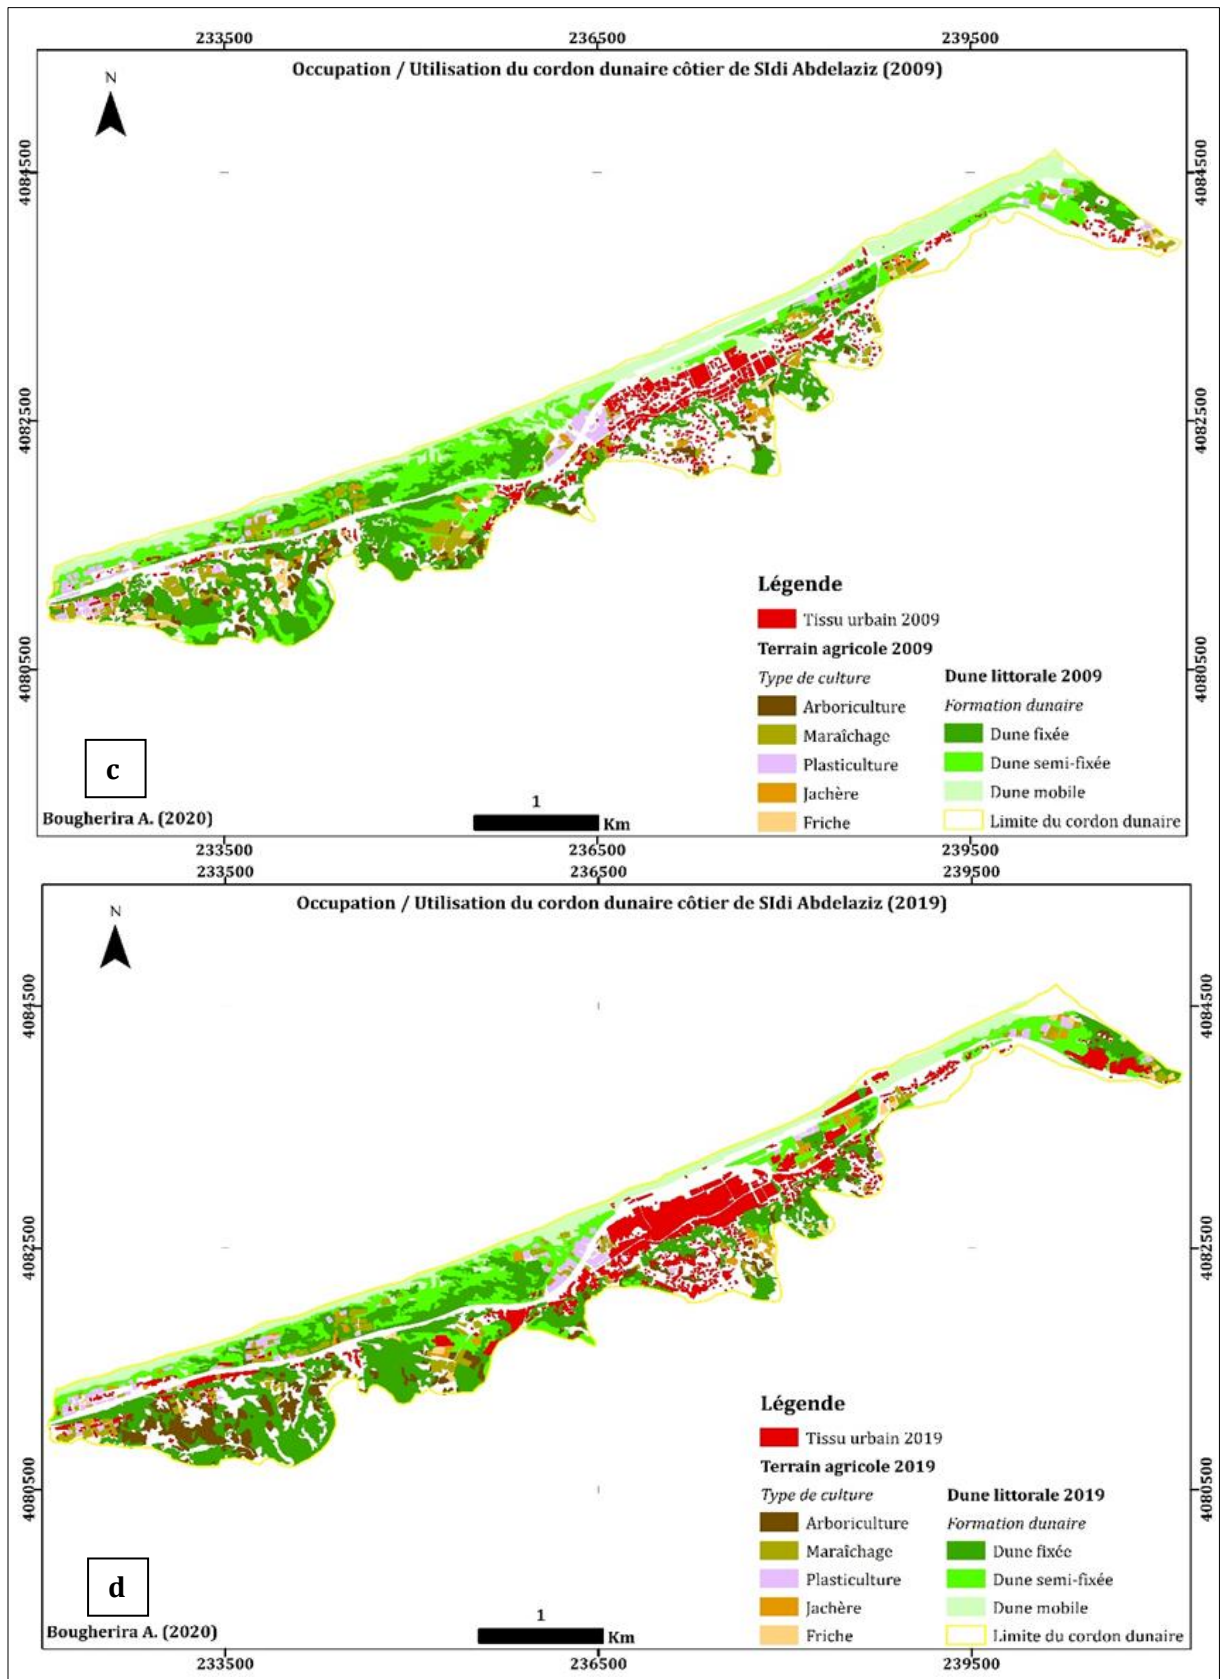 233500 236500 239500
Occupation / Utilisation du cordon dunaire côtier de SIdi Abdelaziz (2009)
N
4084500 4084500
4082500 4082500
4080500 4080500
Légende
Tissu urbain 2009
Terrain agricole 2009
Type de culture
Arboriculture
Maraîchage
Plasticulture
Jachère
Friche
Dune littorale 2009
Formation dunaire
Dune fixée
Dune semi-fixée
Dune mobile
Limite du cordon dunaire
c
1
Km
Bougherira A. (2020)
233500 236500 239500
233500 236500 239500
Occupation / Utilisation du cordon dunaire côtier de SIdi Abdelaziz (2019)
N
4084500 4084500
4082500 4082500
4080500 4080500
Légende
Tissu urbain 2019
Terrain agricole 2019
Type de culture
Arboriculture
Maraîchage
Plasticulture
Jachère
Friche
Dune littorale 2019
Formation dunaire
Dune fixée
Dune semi-fixée
Dune mobile
Limite du cordon dunaire
d
1
Km
Bougherira A. (2020)
233500 236500 239500